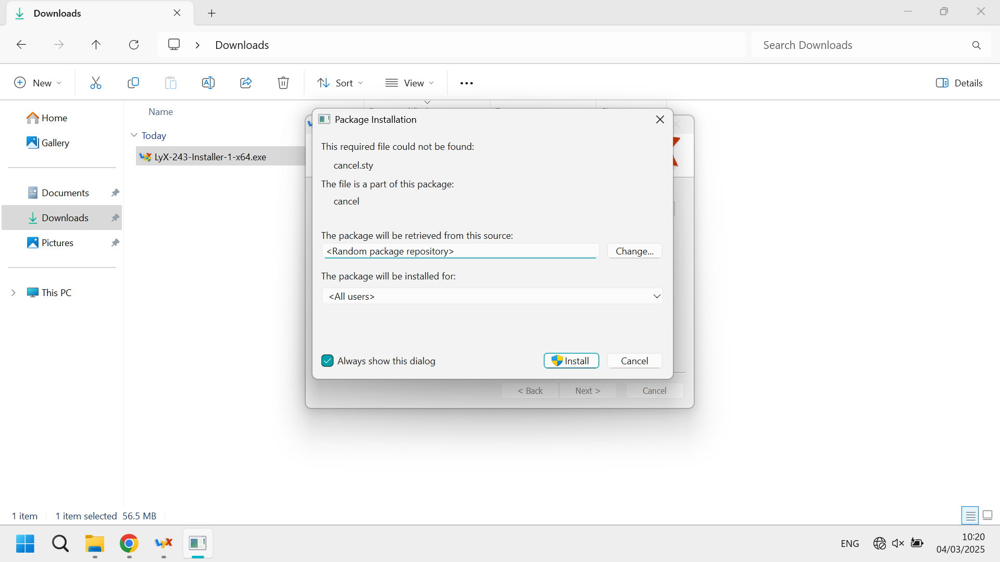 Downloads
Downloads
Search Downloads
New
Sort
View
Details
Home
Gallery
Documents
Downloads
Pictures
This PC
Name
Today
LyX-243-Installer-1-x64.exe
Package Installation
This required file could not be found:
cancel.sty
The file is a part of this package:
cancel
The package will be retrieved from this source:
<Random package repository>
Change...
The package will be installed for:
<All users>
Always show this dialog
Install
Cancel
< Back
Next >
Cancel
1 item
1 item selected 56.5 MB
ENG
10:20
04/03/2025